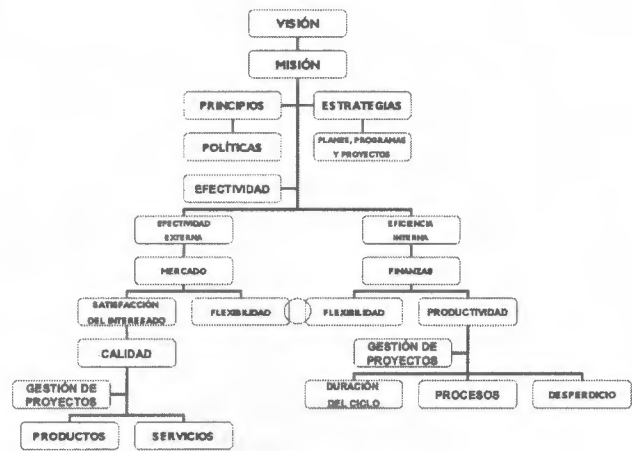 VISIÓN
MISIÓN
PRINCIPIOS
ESTRATEGIAS
POLÍTICAS
PLANES, PROGRAMAS
Y PROYECTOS
EFECTIVIDAD
EFECTIVIDAD
EXTERNA
EFICIENCIA
INTERNA
MERCADO
FINANZAS
SATISFACCIÓN
DEL INTERESADO
FLEXIBILIDAD
FLEXIBILIDAD
PRODUCTIVIDAD
CALIDAD
GESTIÓN DE
PROYECTOS
GESTIÓN DE
PROYECTOS
DURACIÓN
DEL CICLO
PROCESOS
DESPERDICIO
PRODUCTOS
SERVICIOS